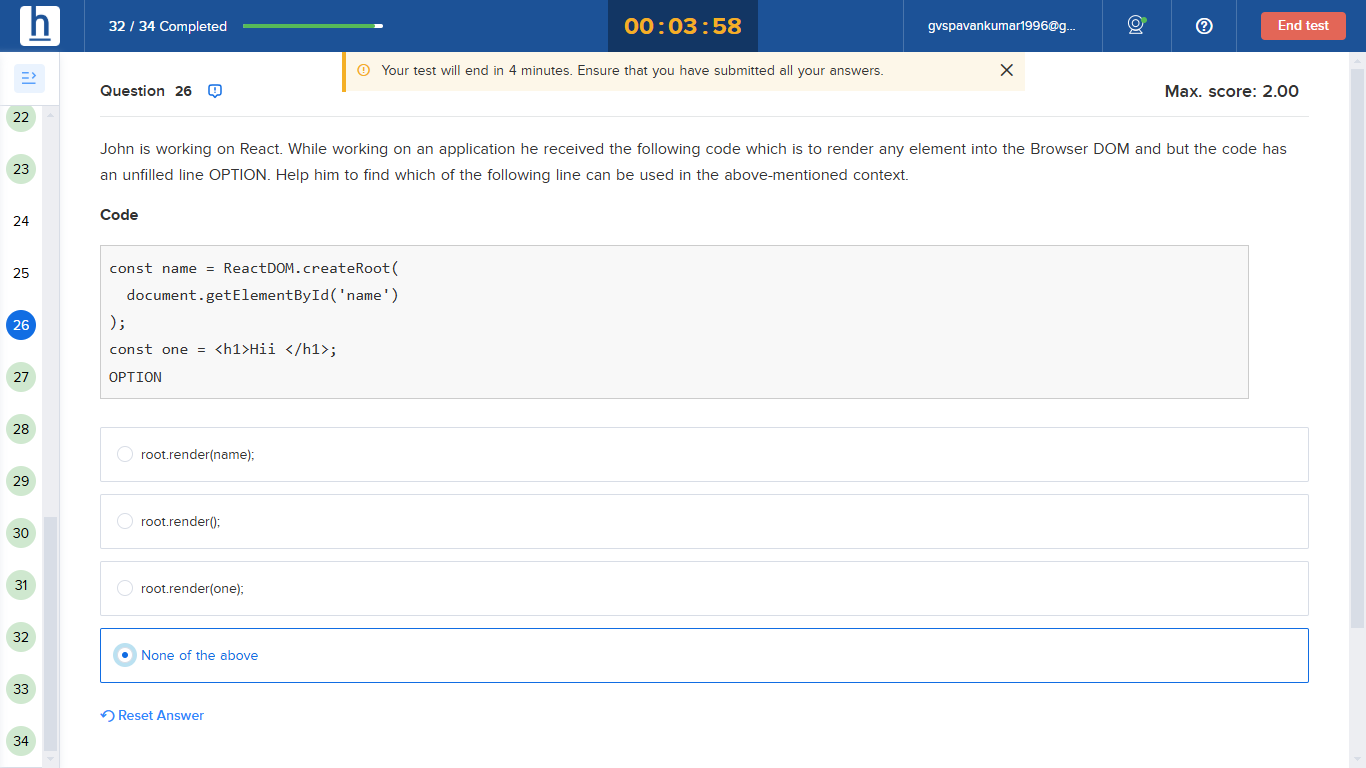 h
32 / 34 Completed
00 : 03 : 58
gvspavankumar1996@g...
End test
Your test will end in 4 minutes. Ensure that you have submitted all your answers.
Question 26
Max. score: 2.00
22
23
24
25
26
27
28
29
30
31
32
33
34
John is working on React. While working on an application he received the following code which is to render any element into the Browser DOM and but the code has
an unfilled line OPTION. Help him to find which of the following line can be used in the above-mentioned context.
Code
const name = ReactDOM.createRoot(
  document.getElementById('name')
);
const one = <h1>Hii </h1>;
OPTION
root.render(name);
root.render();
root.render(one);
None of the above
Reset Answer